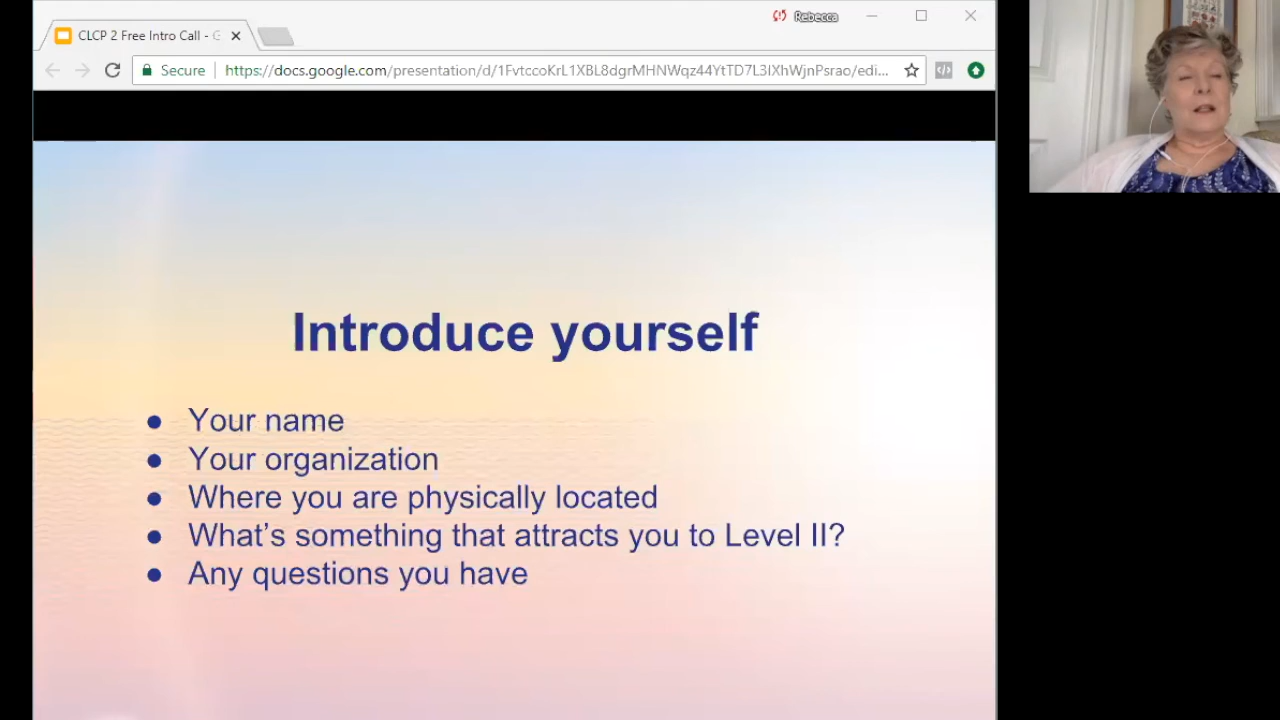 Rebecca
CLCP 2 Free Intro Call - G
Secure
https://docs.google.com/presentation/d/1FvtccoKrL1XBL8dgrMHNWqz44YtTD7L3IXhWjnPsrao/edi...
Introduce yourself
• Your name
• Your organization
• Where you are physically located
• What's something that attracts you to Level II?
• Any questions you have